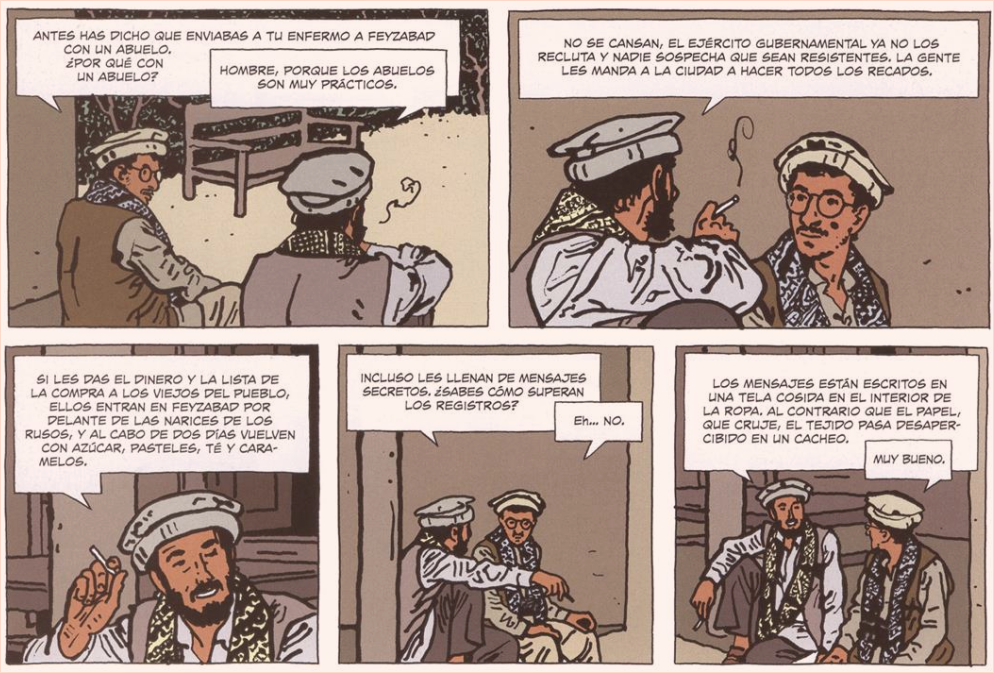 ANTES HAS DICHO QUE ENVIABAS A TU ENFERMO A FEYZABAD
CON UN ABUELO.
¿POR QUÉ CON
UN ABUELO?
HOMBRE, PORQUE LOS ABUELOS
SON MUY PRÁCTICOS.
NO SE CANSAN, EL EJÉRCITO GUBERNAMENTAL YA NO LOS
RECLUTA Y NADIE SOSPECHA QUE SEAN RESISTENTES. LA GENTE
LES MANDA A LA CIUDAD A HACER TODOS LOS RECADOS.
SI LES DAS EL DINERO Y LA LISTA DE
LA COMPRA A LOS VIEJOS DEL PUEBLO,
ELLOS ENTRAN EN FEYZABAD POR
DELANTE DE LAS NARICES DE LOS
RUSOS, Y AL CABO DE DOS DÍAS VUELVEN
CON AZÚCAR, PASTELES, TÉ Y CARA-
MELOS.
INCLUSO LES LLENAN DE MENSAJES
SECRETOS. ¿SABES CÓMO SUPERAN
LOS REGISTROS?
Eh... NO.
LOS MENSAJES ESTÁN ESCRITOS EN
UNA TELA COSIDA EN EL INTERIOR DE
LA ROPA. AL CONTRARIO QUE EL PAPEL,
QUE CRUJE, EL TEJIDO PASA DESAPER-
CIBIDO EN UN CACHEO.
MUY BUENO.